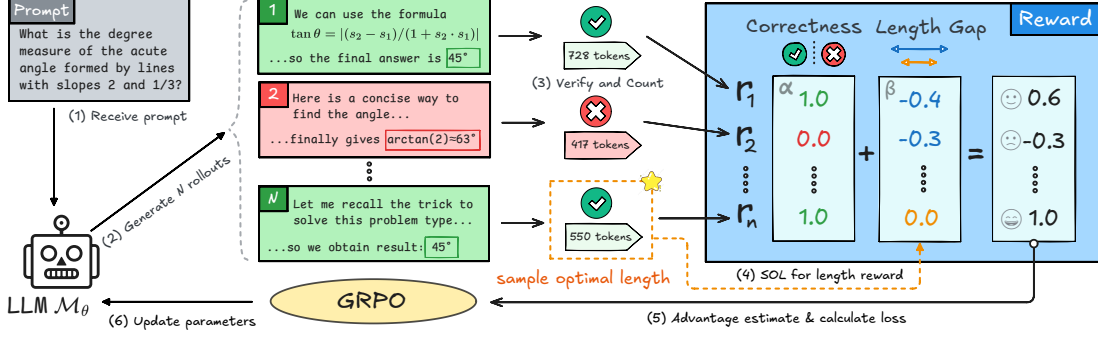 Prompt
What is the degree
measure of the acute
angle formed by lines
with slopes 2 and 1/3?
(1) Receive prompt
(2) Generate N rollouts
LLM M_θ
1
We can use the formula
tan θ = |(s₂ − s₁)/(1 + s₂ · s₁)|
...so the final answer is 45°
2
Here is a concise way to
find the angle...
...finally gives arctan(2)≈63°
N
Let me recall the trick to
solve this problem type...
...so we obtain result: 45°
728 tokens
(3) Verify and Count
417 tokens
550 tokens
sample optimal length
Reward
Correctness Length Gap
r₁ α 1.0 β -0.4 0.6
r₂ 0.0 -0.3 -0.3
+ =
rₙ 1.0 0.0 1.0
(4) SOL for length reward
(5) Advantage estimate & calculate loss
GRPO
(6) Update parameters